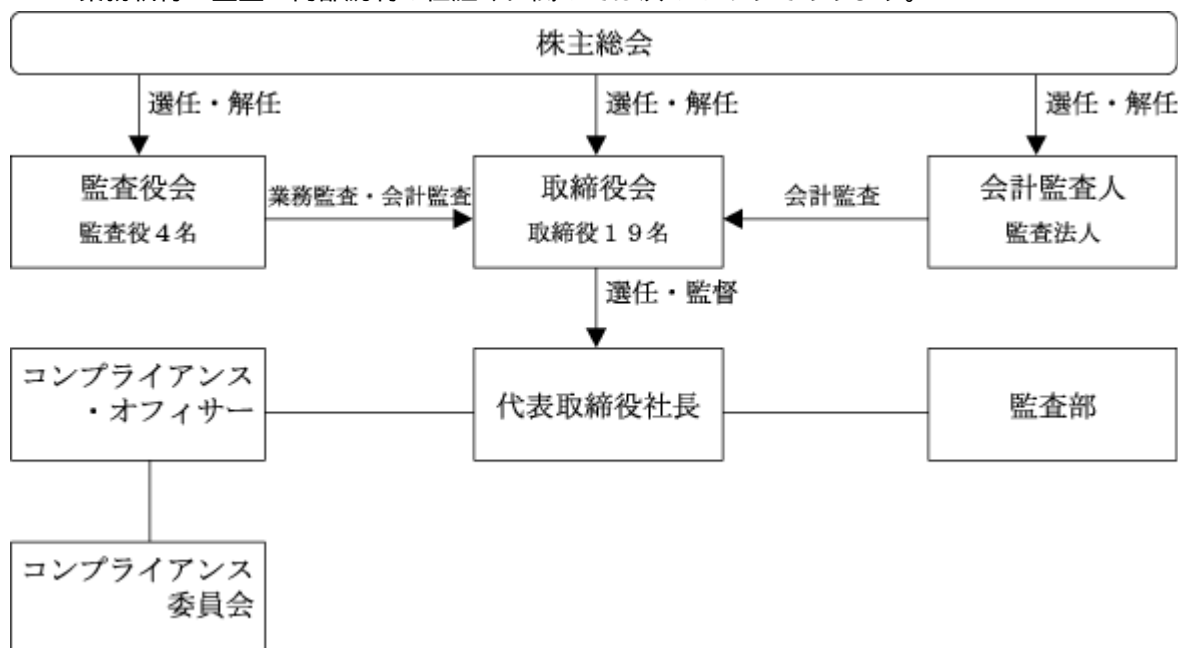 株主総会
選任・解任
選任・解任
選任・解任
監査役会
監査役4名
業務監査・会計監査
取締役会
取締役19名
会計監査
会計監査人
監査法人
選任・監督
コンプライアンス
・オフィサー
代表取締役社長
監査部
コンプライアンス
委員会